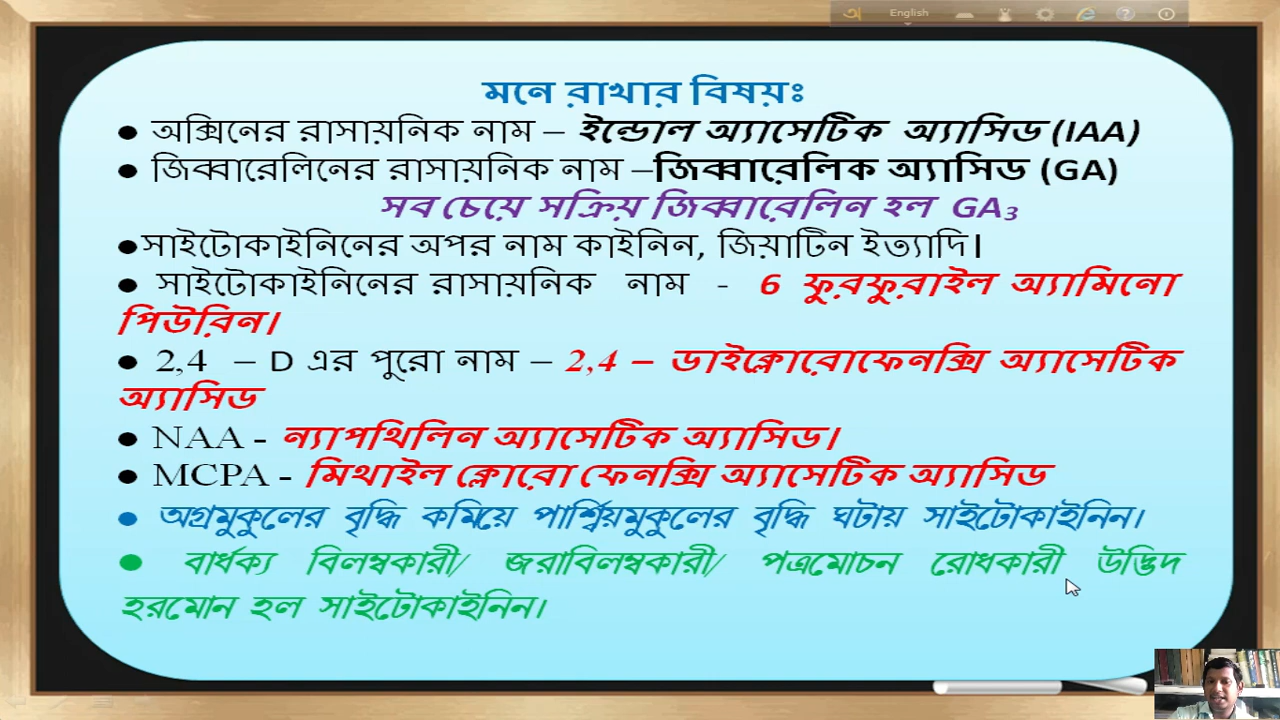 English
মনে রাখার বিষয়ঃ
● অক্সিনের রাসায়নিক নাম – ইন্ডোল অ্যাসেটিক অ্যাসিড (IAA)
● জিব্বারেলিনের রাসায়নিক নাম –জিব্বারেলিক অ্যাসিড (GA)
সব চেয়ে সক্রিয় জিব্বারেলিন হল GA₃
●সাইটোকাইনিনের অপর নাম কাইনিন, জিয়াটিন ইত্যাদি।
● সাইটোকাইনিনের রাসায়নিক নাম - 6 ফুরফুরাইল অ্যামিনো
পিউরিন।
● 2,4 – D এর পুরো নাম – 2,4 – ডাইক্লোরোফেনক্সি অ্যাসেটিক
অ্যাসিড
● NAA - ন্যাপথিলিন অ্যাসেটিক অ্যাসিড।
● MCPA - মিথাইল ক্লোরো ফেনক্সি অ্যাসেটিক অ্যাসিড
● অগ্রমুকুলের বৃদ্ধি কমিয়ে পার্শ্বিয়মুকুলের বৃদ্ধি ঘটায় সাইটোকাইনিন।
● বার্ধক্য বিলম্বকারী/ জরাবিলম্বকারী/ পত্রমোচন রোধকারী উদ্ভিদ
হরমোন হল সাইটোকাইনিন।